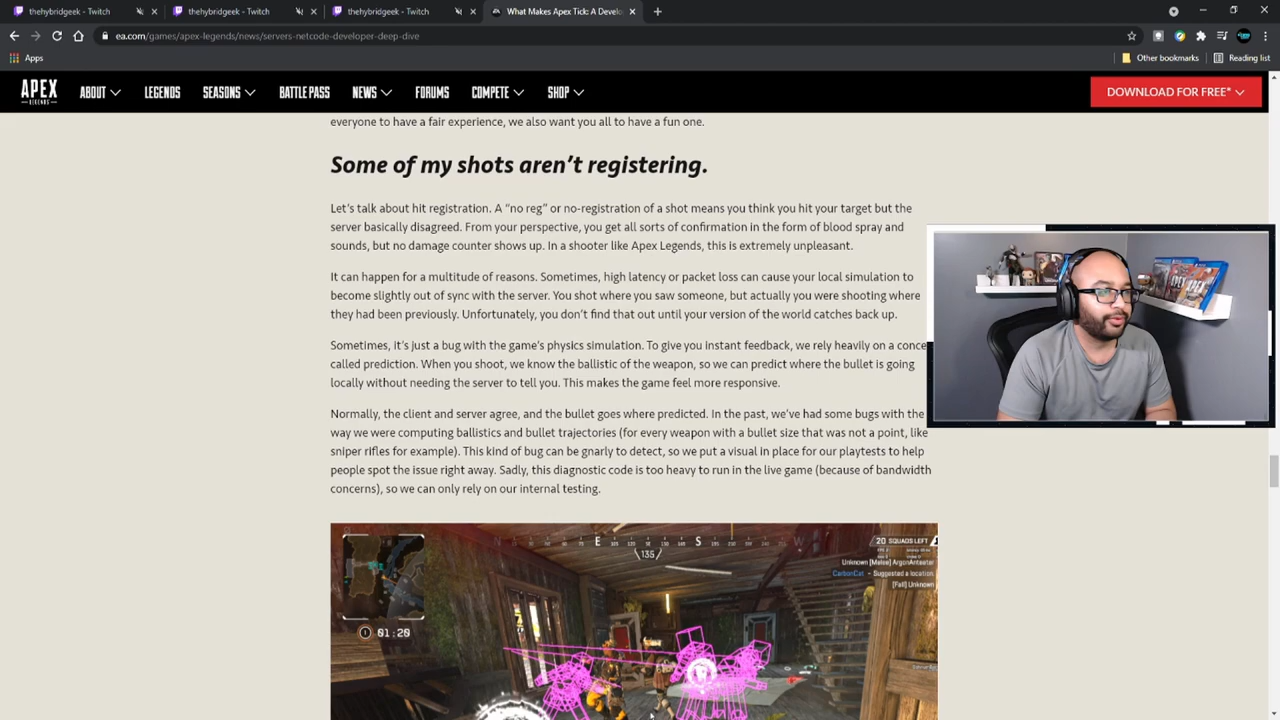 thehybridgeek - Twitch
thehybridgeek - Twitch
thehybridgeek - Twitch
What Makes Apex Tick: A Develo
ea.com/games/apex-legends/news/servers-netcode-developer-deep-dive
Apps
Other bookmarks
Reading list
APEX
LEGENDS
ABOUT
LEGENDS
SEASONS
BATTLE PASS
NEWS
FORUMS
COMPETE
SHOP
DOWNLOAD FOR FREE*
everyone to have a fair experience, we also want you all to have a fun one.
Some of my shots aren't registering.
Let's talk about hit registration. A “no reg” or no-registration of a shot means you think you hit your target but the
server basically disagreed. From your perspective, you get all sorts of confirmation in the form of blood spray and
sounds, but no damage counter shows up. In a shooter like Apex Legends, this is extremely unpleasant.
It can happen for a multitude of reasons. Sometimes, high latency or packet loss can cause your local simulation to
become slightly out of sync with the server. You shot where you saw someone, but actually you were shooting where
they had been previously. Unfortunately, you don't find that out until your version of the world catches back up.
Sometimes, it's just a bug with the game's physics simulation. To give you instant feedback, we rely heavily on a conce
called prediction. When you shoot, we know the ballistic of the weapon, so we can predict where the bullet is going
locally without needing the server to tell you. This makes the game feel more responsive.
Normally, the client and server agree, and the bullet goes where predicted. In the past, we've had some bugs with the
way we were computing ballistics and bullet trajectories (for every weapon with a bullet size that was not a point, like
sniper rifles for example). This kind of bug can be gnarly to detect, so we put a visual in place for our playtests to help
people spot the issue right away. Sadly, this diagnostic code is too heavy to run in the live game (because of bandwidth
concerns), so we can only rely on our internal testing.
E
S
135
20 SQUADS LEFT
Unknown [Melee] ArgonAnteater
CarbonCat - Suggested a location.
[Fall] Unknown
01:20